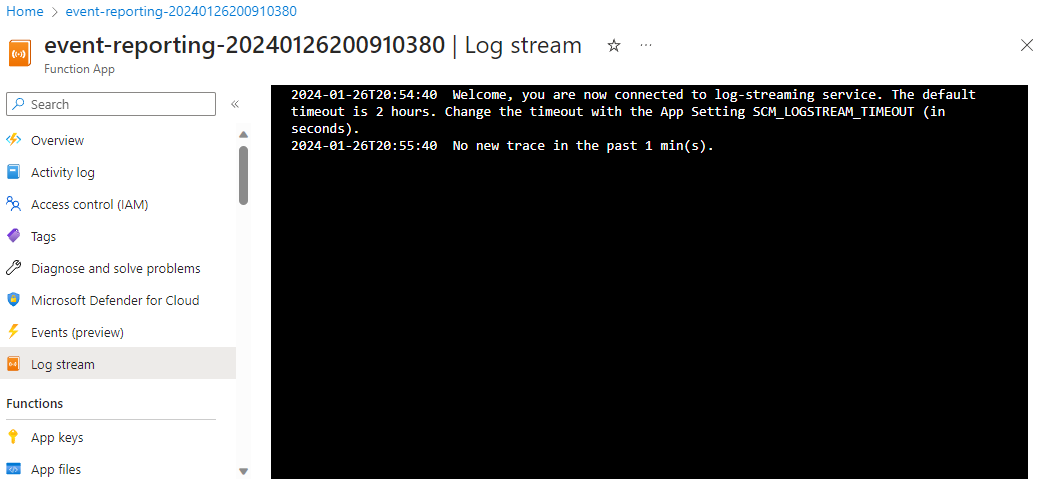 Home > event-reporting-20240126200910380
event-reporting-20240126200910380 | Log stream
Function App
Search
Overview
Activity log
Access control (IAM)
Tags
Diagnose and solve problems
Microsoft Defender for Cloud
Events (preview)
Log stream
Functions
App keys
App files
2024-01-26T20:54:40 Welcome, you are now connected to log-streaming service. The default
timeout is 2 hours. Change the timeout with the App Setting SCM_LOGSTREAM_TIMEOUT (in
seconds).
2024-01-26T20:55:40 No new trace in the past 1 min(s).